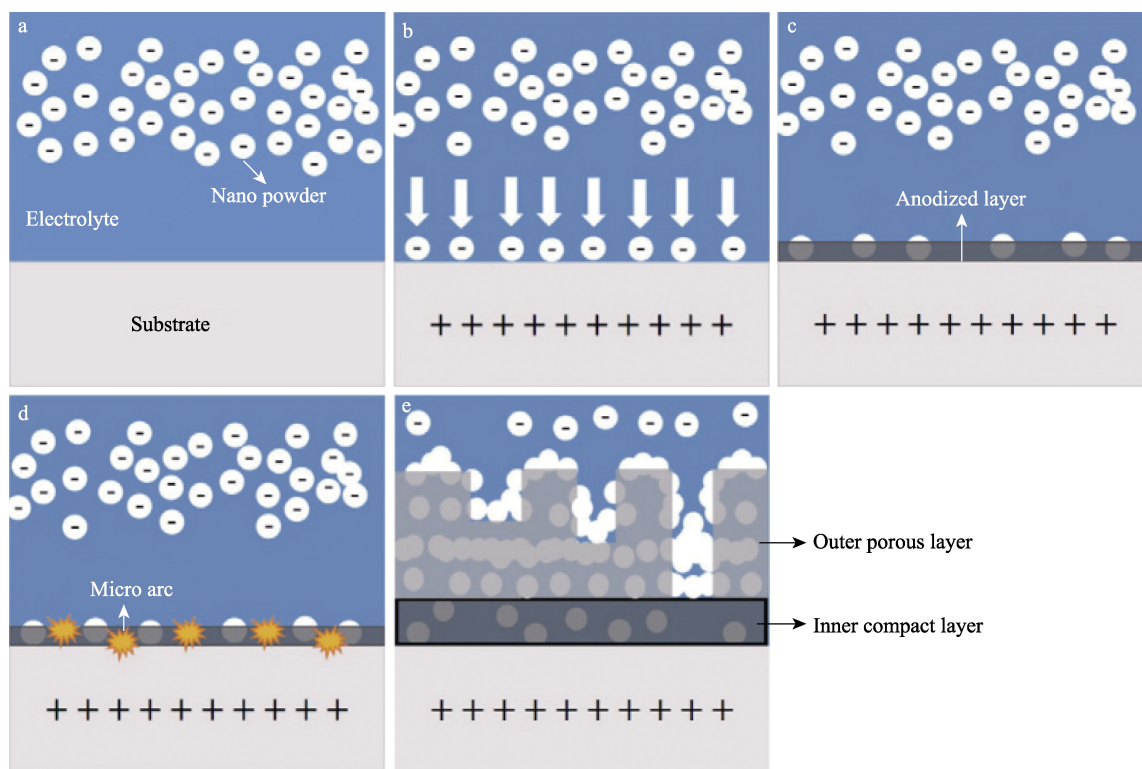 a
Nano powder
Electrolyte
Substrate
b
+ + + + + + + + + +
c
Anodized layer
+ + + + + + + + + +
d
Micro arc
+ + + + + + + + + +
e
Outer porous layer
Inner compact layer
+ + + + + + + + + +